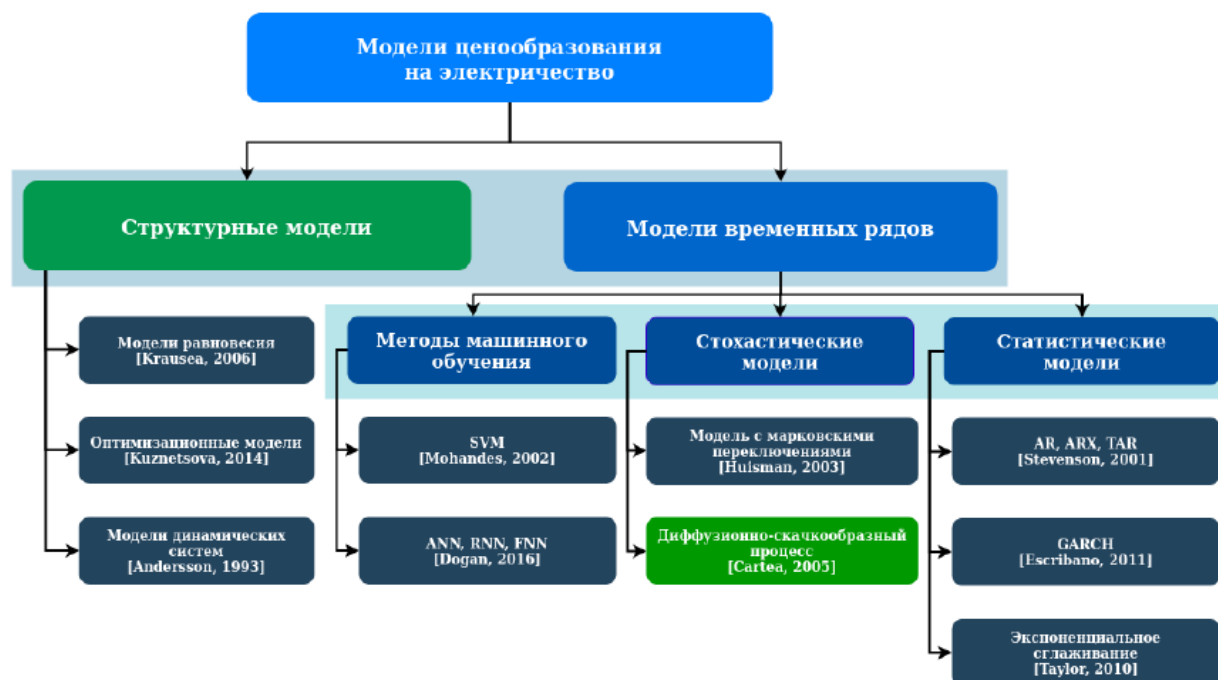 Модели ценообразования
на электричество
Структурные модели
Модели временных рядов
Модели равновесия
[Krausea, 2006]
Оптимизационные модели
[Kuznetsova, 2014]
Модели динамических
систем
[Andersson, 1993]
Методы машинного
обучения
SVM
[Mohandes, 2002]
ANN, RNN, FNN
[Dogan, 2016]
Стохастические
модели
Модель с марковскими
переключениями
[Huisman, 2003]
Диффузионно-скачкообразный
процесс
[Cartea, 2005]
Статистические
модели
AR, ARX, TAR
[Stevenson, 2001]
GARCH
[Escribano, 2011]
Экспоненциальное
сглаживание
[Taylor, 2010]